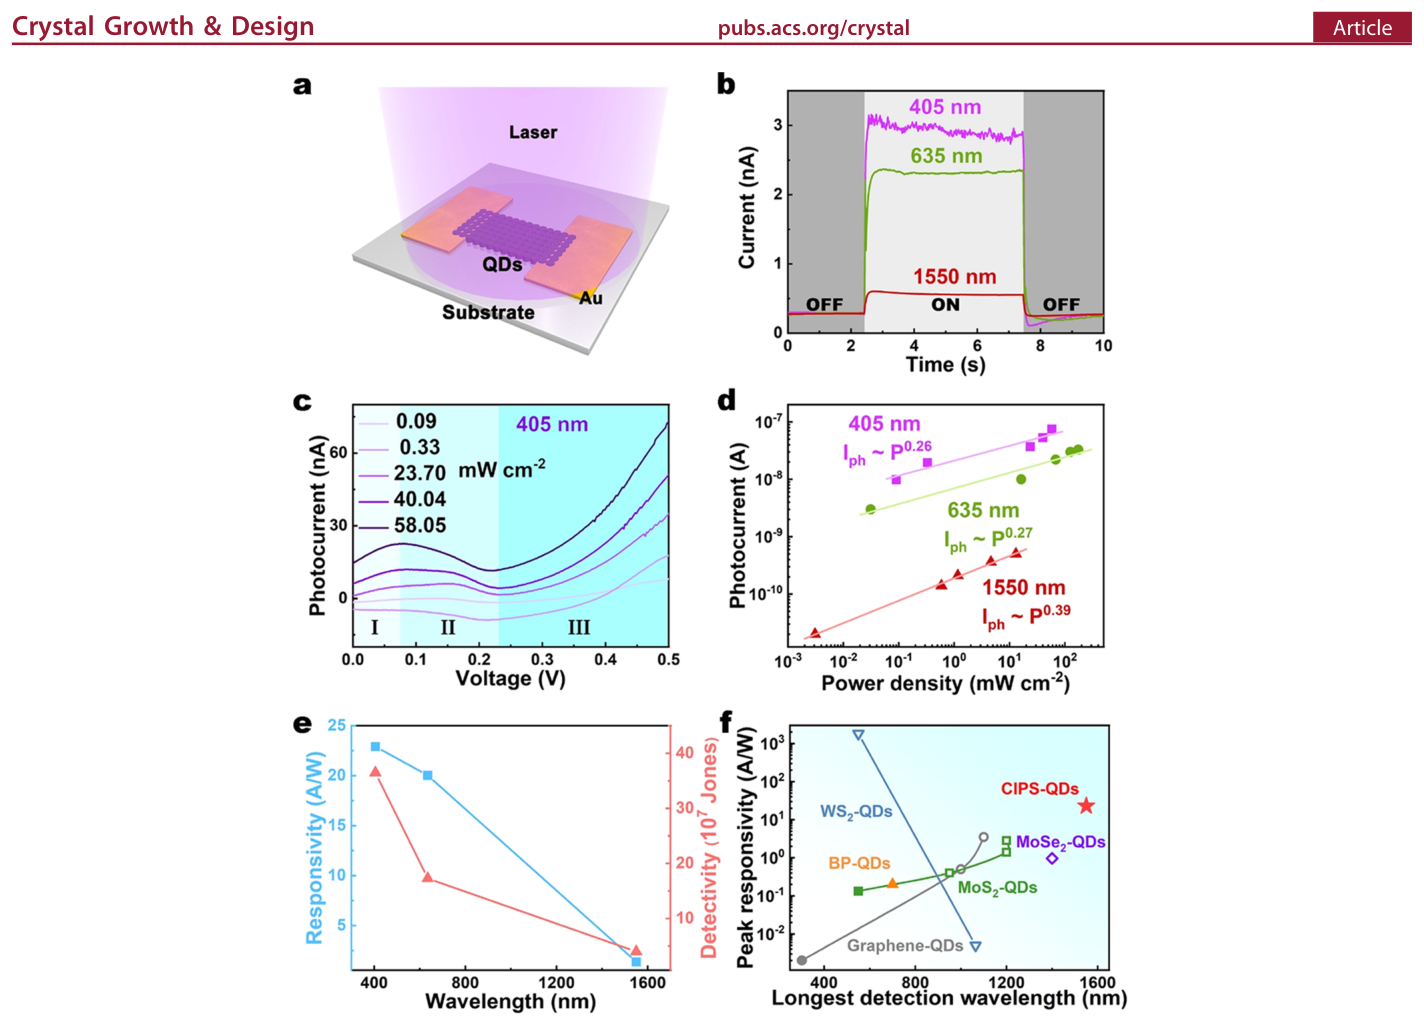 Crystal Growth & Design
pubs.acs.org/crystal
Article
a
Laser
QDs
Au
Substrate
b
405 nm
635 nm
1550 nm
OFF
ON
OFF
3
2
1
0
Current (nA)
0 2 4 6 8 10
Time (s)
c
0.09
0.33
23.70 mW cm-2
40.04
58.05
405 nm
60
30
0
Photocurrent (nA)
I II III
0.0 0.1 0.2 0.3 0.4 0.5
Voltage (V)
d
405 nm
Iph ~ P0.26
635 nm
Iph ~ P0.27
1550 nm
Iph ~ P0.39
10-7
10-8
10-9
10-10
Photocurrent (A)
10-3 10-2 10-1 100 101 102
Power density (mW cm-2)
e
25
20
15
10
5
Responsivity (A/W)
40
30
20
10
Detectivity (107 Jones)
400 800 1200 1600
Wavelength (nm)
f
103
102
101
100
10-1
10-2
Peak responsivity (A/W)
CIPS-QDs
WS2-QDs
MoSe2-QDs
BP-QDs
MoS2-QDs
Graphene-QDs
400 800 1200 1600
Longest detection wavelength (nm)